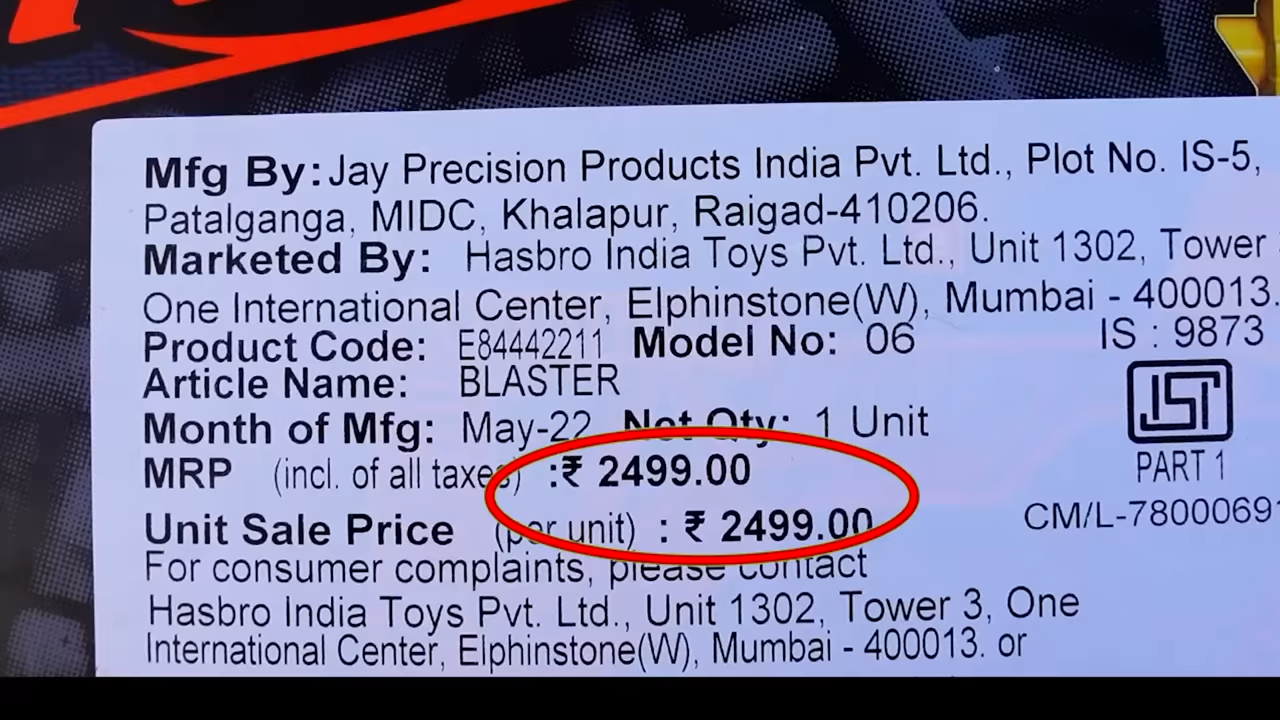 Mfg By: Jay Precision Products India Pvt. Ltd., Plot No. IS-5,
Patalganga, MIDC, Khalapur, Raigad-410206.
Marketed By: Hasbro India Toys Pvt. Ltd., Unit 1302, Tower
One International Center, Elphinstone(W), Mumbai - 400013.
Product Code: E84442211 Model No: 06 IS : 9873
Article Name: BLASTER
ISI
Month of Mfg: May-22 Net Qty: 1 Unit
MRP (incl. of all taxes) :₹ 2499.00 PART 1
Unit Sale Price (per unit) : ₹ 2499.00 CM/L-78000691
For consumer complaints, please contact
Hasbro India Toys Pvt. Ltd., Unit 1302, Tower 3, One
International Center, Elphinstone(W), Mumbai - 400013. or